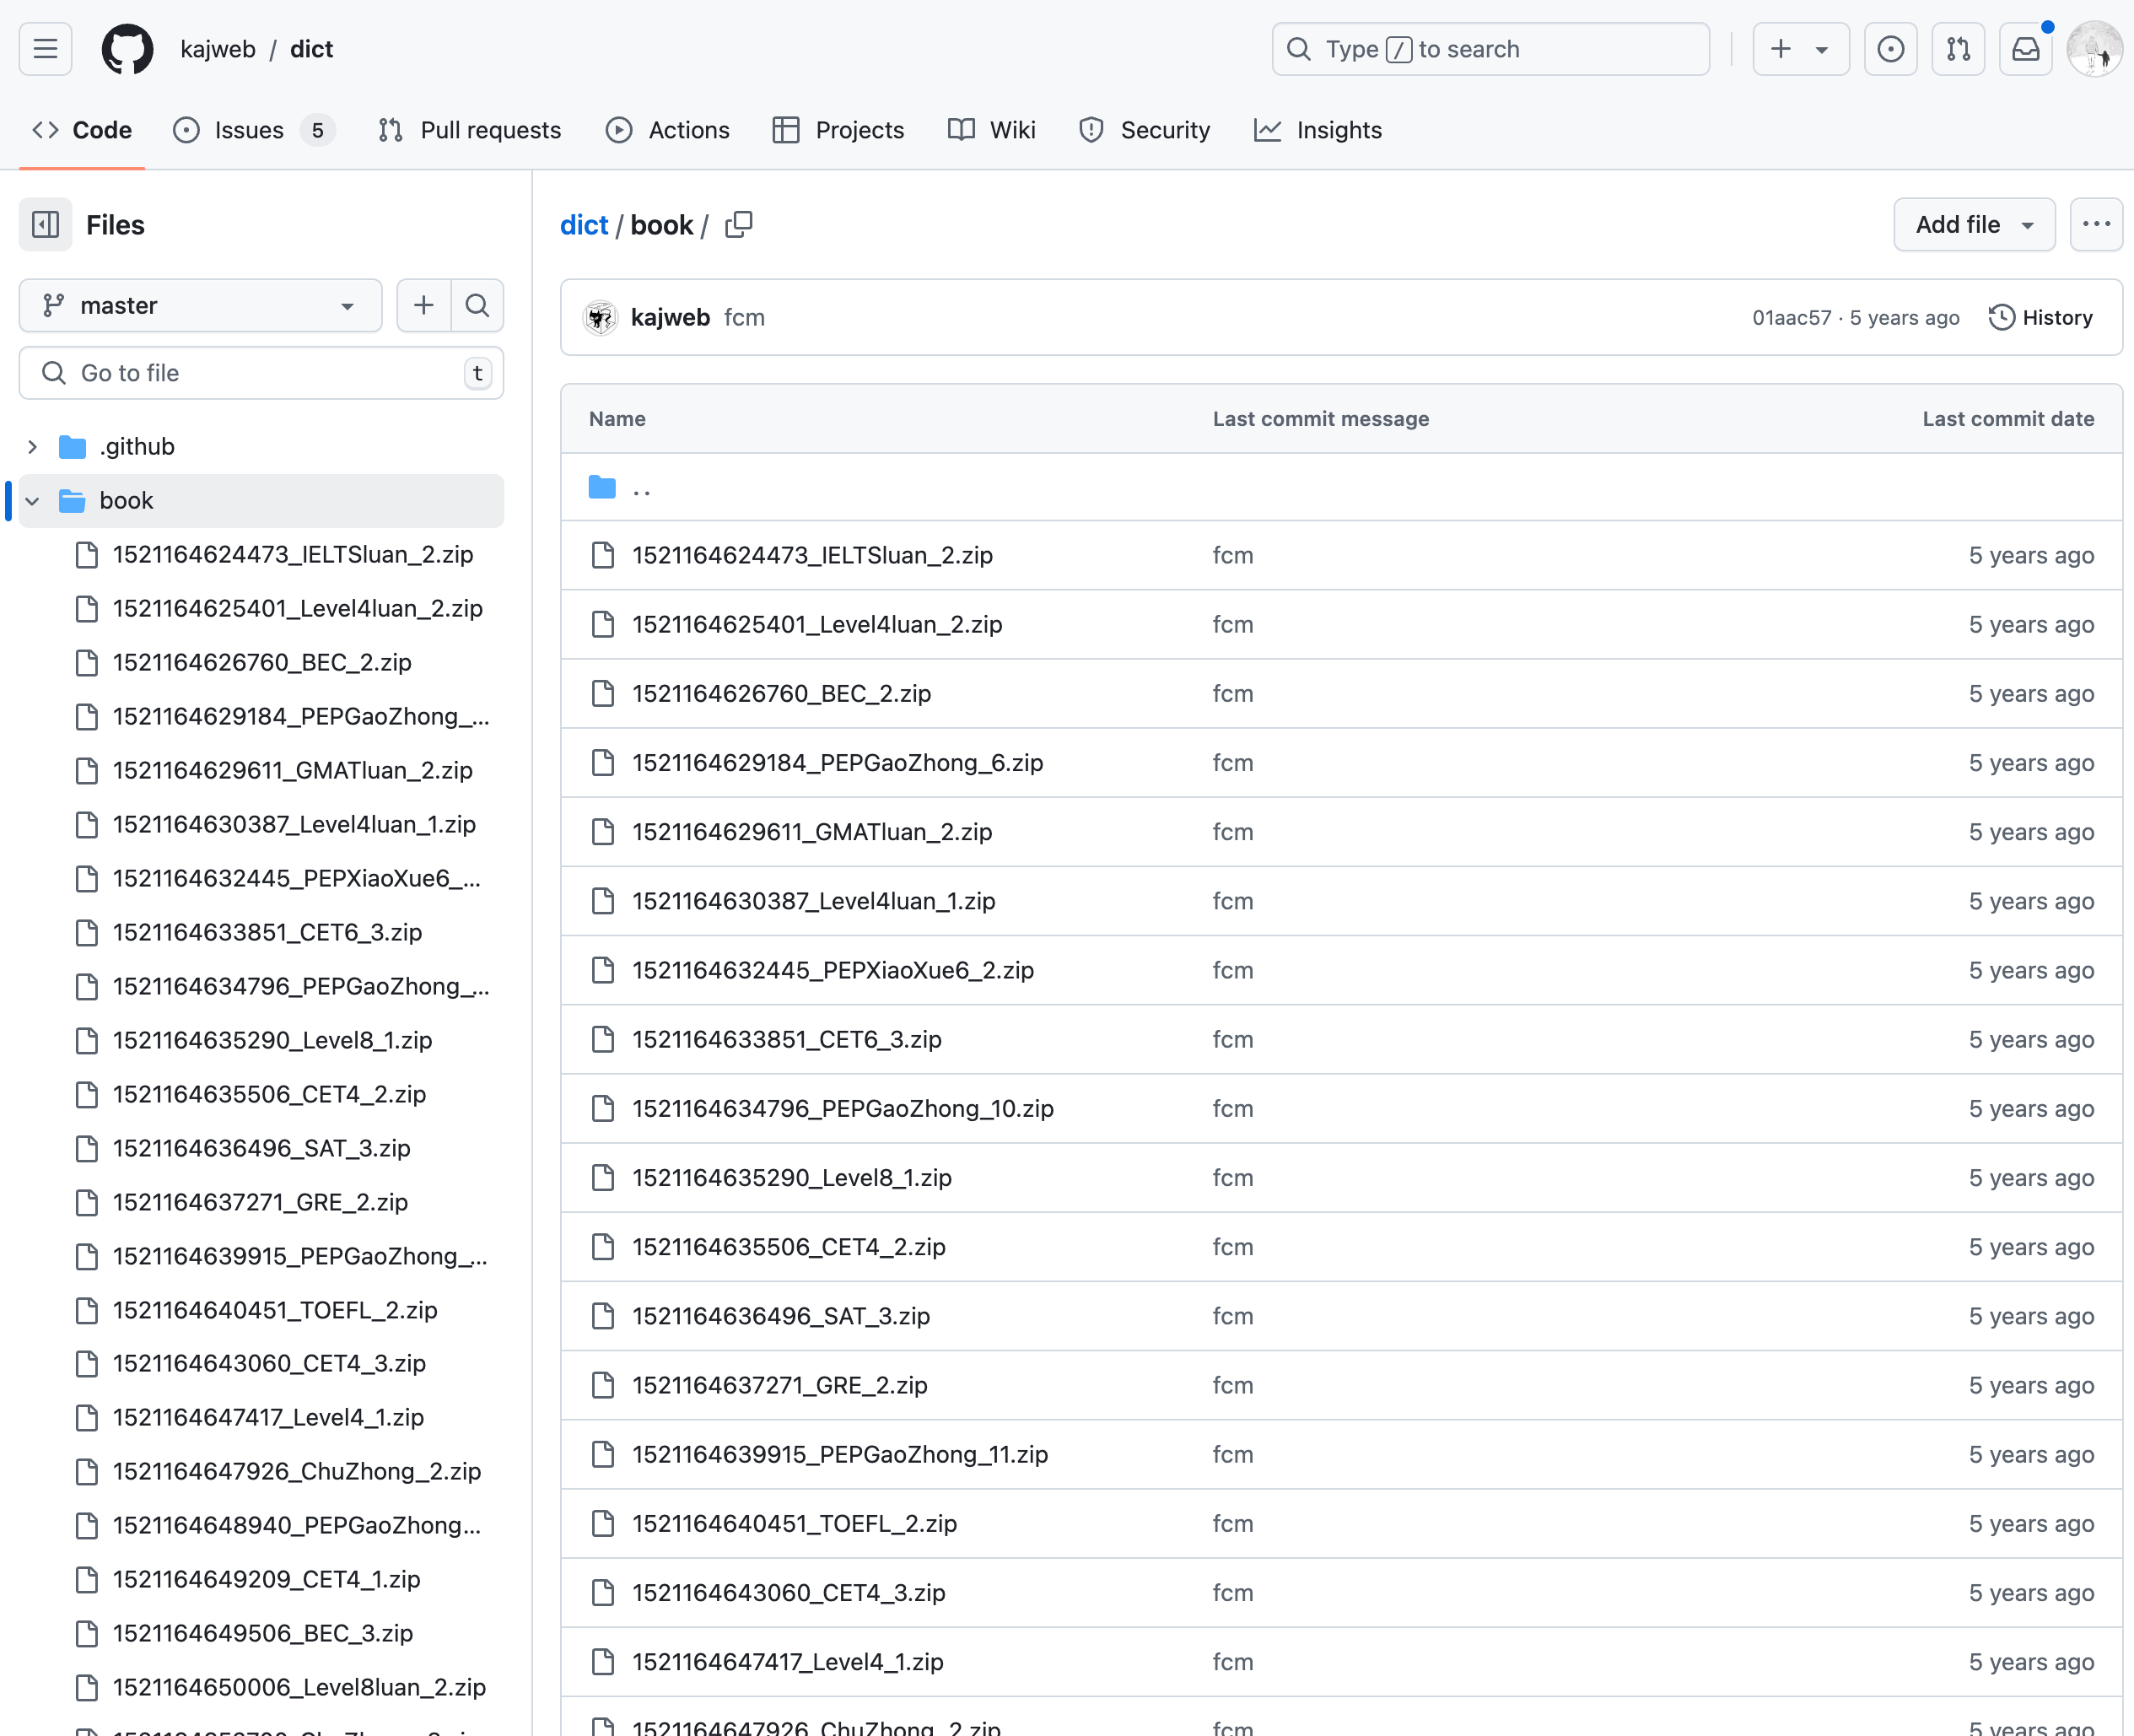 kajweb / dict
Type / to search
Code
Issues 5
Pull requests
Actions
Projects
Wiki
Security
Insights
Files
master
Go to file
t
.github
book
1521164624473_IELTSluan_2.zip
1521164625401_Level4luan_2.zip
1521164626760_BEC_2.zip
1521164629184_PEPGaoZhong_...
1521164629611_GMATluan_2.zip
1521164630387_Level4luan_1.zip
1521164632445_PEPXiaoXue6_...
1521164633851_CET6_3.zip
1521164634796_PEPGaoZhong_...
1521164635290_Level8_1.zip
1521164635506_CET4_2.zip
1521164636496_SAT_3.zip
1521164637271_GRE_2.zip
1521164639915_PEPGaoZhong_...
1521164640451_TOEFL_2.zip
1521164643060_CET4_3.zip
1521164647417_Level4_1.zip
1521164647926_ChuZhong_2.zip
1521164648940_PEPGaoZhong...
1521164649209_CET4_1.zip
1521164649506_BEC_3.zip
1521164650006_Level8luan_2.zip
dict / book /
Add file
kajweb fcm
01aac57 · 5 years ago
History
Name Last commit message Last commit date
..
1521164624473_IELTSluan_2.zip fcm 5 years ago
1521164625401_Level4luan_2.zip fcm 5 years ago
1521164626760_BEC_2.zip fcm 5 years ago
1521164629184_PEPGaoZhong_6.zip fcm 5 years ago
1521164629611_GMATluan_2.zip fcm 5 years ago
1521164630387_Level4luan_1.zip fcm 5 years ago
1521164632445_PEPXiaoXue6_2.zip fcm 5 years ago
1521164633851_CET6_3.zip fcm 5 years ago
1521164634796_PEPGaoZhong_10.zip fcm 5 years ago
1521164635290_Level8_1.zip fcm 5 years ago
1521164635506_CET4_2.zip fcm 5 years ago
1521164636496_SAT_3.zip fcm 5 years ago
1521164637271_GRE_2.zip fcm 5 years ago
1521164639915_PEPGaoZhong_11.zip fcm 5 years ago
1521164640451_TOEFL_2.zip fcm 5 years ago
1521164643060_CET4_3.zip fcm 5 years ago
1521164647417_Level4_1.zip fcm 5 years ago
1521164647926_ChuZhong_2.zip fcm 5 years ago